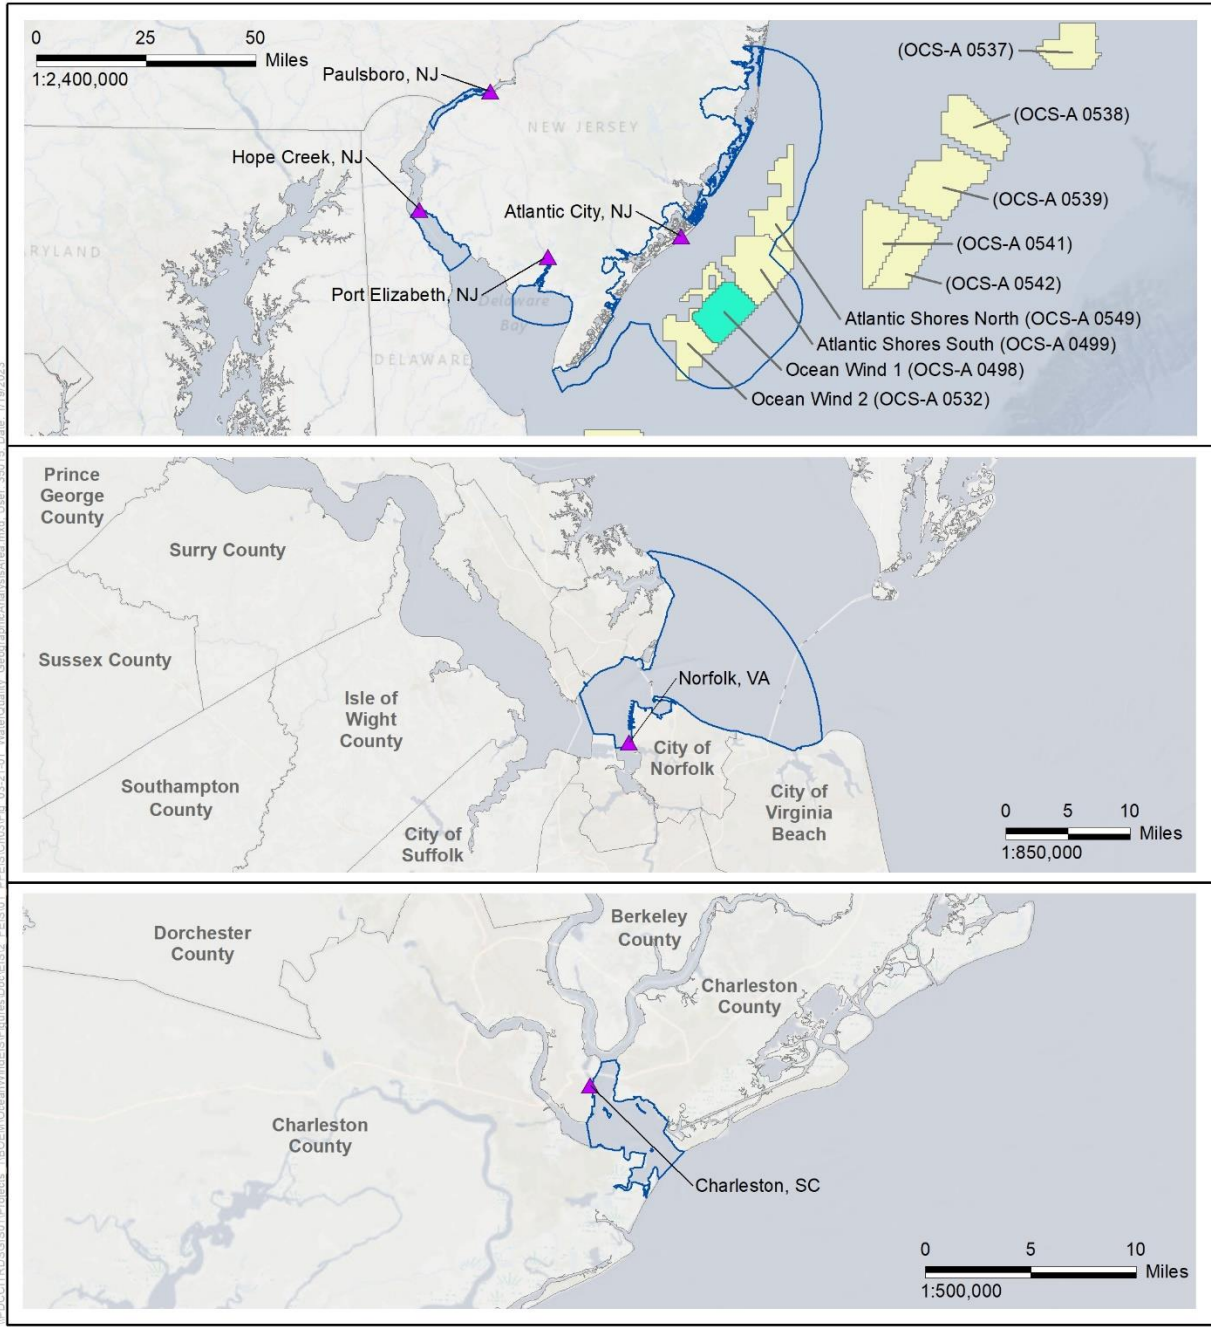 0 25 50
Miles
1:2,400,000
Paulsboro, NJ
(OCS-A 0537)
NEW JERSEY
(OCS-A 0538)
Hope Creek, NJ
Atlantic City, NJ
(OCS-A 0539)
RYLAND
(OCS-A 0541)
(OCS-A 0542)
Port Elizabeth, NJ
Delaware
Bay
Atlantic Shores North (OCS-A 0549)
Atlantic Shores South (OCS-A 0499)
DELAWARE
Ocean Wind 1 (OCS-A 0498)
Ocean Wind 2 (OCS-A 0532)
Prince
George
County
Surry County
Sussex County
Isle of
Wight
County
Norfolk, VA
City of
Norfolk
Southampton
County
City of
Virginia
Beach
City of
Suffolk
0 5 10
Miles
1:850,000
Dorchester
County
Berkeley
County
Charleston
County
Charleston
County
Charleston, SC
0 5 10
Miles
1:500,000